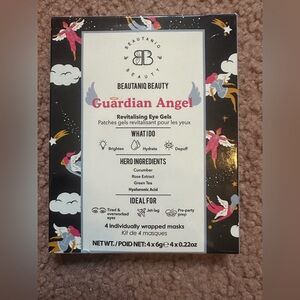 BEAUTANIQ
BB
BEAUTY
BEAUTANIQ BEAUTY
Guardian Angel
Revitalising Eye Gels
Patches gels revitalisant pour les yeux
WHAT I DO
Brighten
Hydrate
Depuff
HERO INGREDIENTS
Cucumber
Rose Extract
Green Tea
Hyaluronic Acid
IDEAL FOR
Tired &
overworked
eyes
Jet-lag
Pre-party
prep
4 individually wrapped masks
Kit de 4 masques
NET WT. / POID NET: 4 x 6g ℮ 4 x 0.22oz